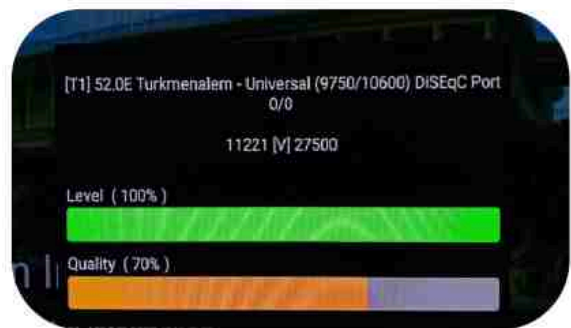 [T1] 52.0E Turkmenalem - Universal (9750/10600) DiSEqC Port
0/0
11221 [V] 27500
Level ( 100% )
Quality ( 70% )